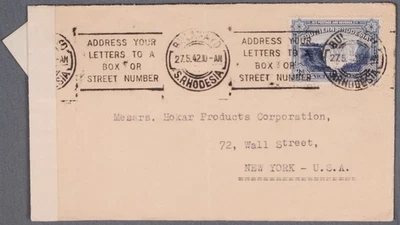 ADDRESS YOUR
LETTERS TO A
BOX OR
STREET NUMBER
27.5.42.10-AM
S.RHODESIA
ADDRESS YOUR
LETTERS TO
BOX OR
STREET NUMBER
RHODESIA
Messrs. Hokar Products Corporation,
72, Wall Street,
NEW YORK - U.S.A.